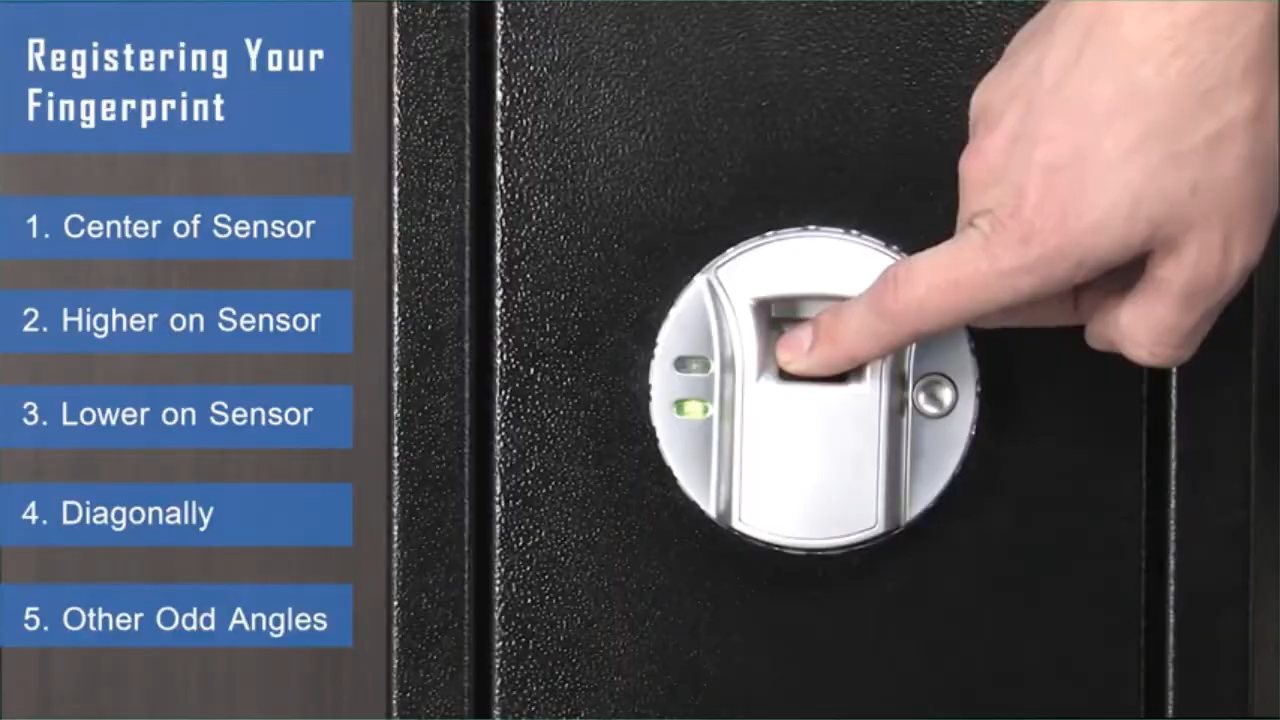 Registering Your
Fingerprint
1. Center of Sensor
2. Higher on Sensor
3. Lower on Sensor
4. Diagonally
5. Other Odd Angles